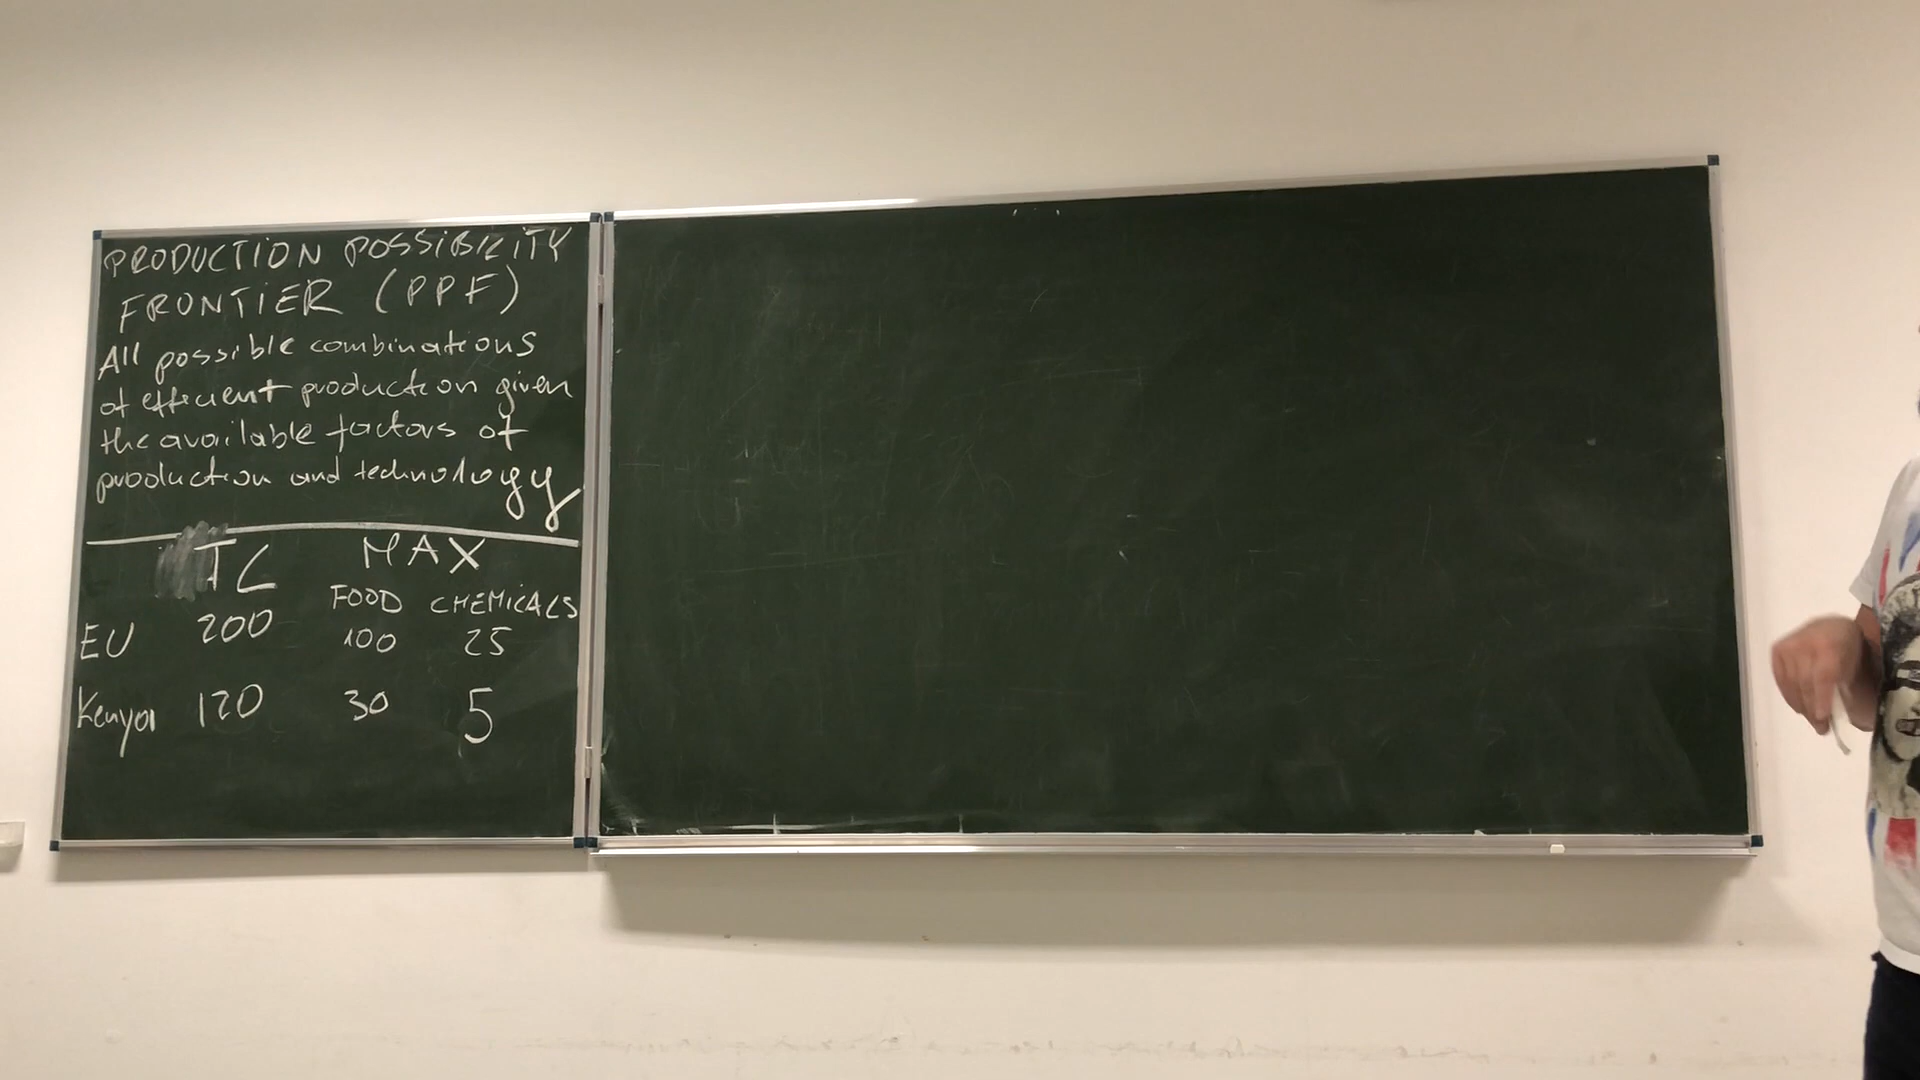 PRODUCTION POSSIBILITY
FRONTIER (PPF)
All possible combinations
of efficient production given
the available factors of
production and technology
TL MAX
FOOD CHEMICALS
EU 200 100 25
Kenya 120 30 5